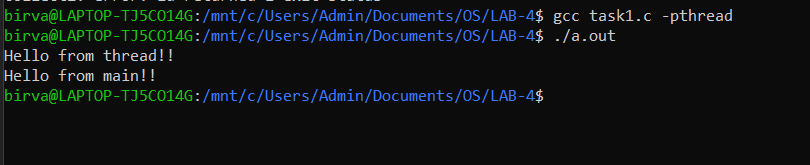 birva@LAPTOP-TJ5CO14G:/mnt/c/Users/Admin/Documents/OS/LAB-4$ gcc task1.c -pthread
birva@LAPTOP-TJ5CO14G:/mnt/c/Users/Admin/Documents/OS/LAB-4$ ./a.out
Hello from thread!!
Hello from main!!
birva@LAPTOP-TJ5CO14G:/mnt/c/Users/Admin/Documents/OS/LAB-4$